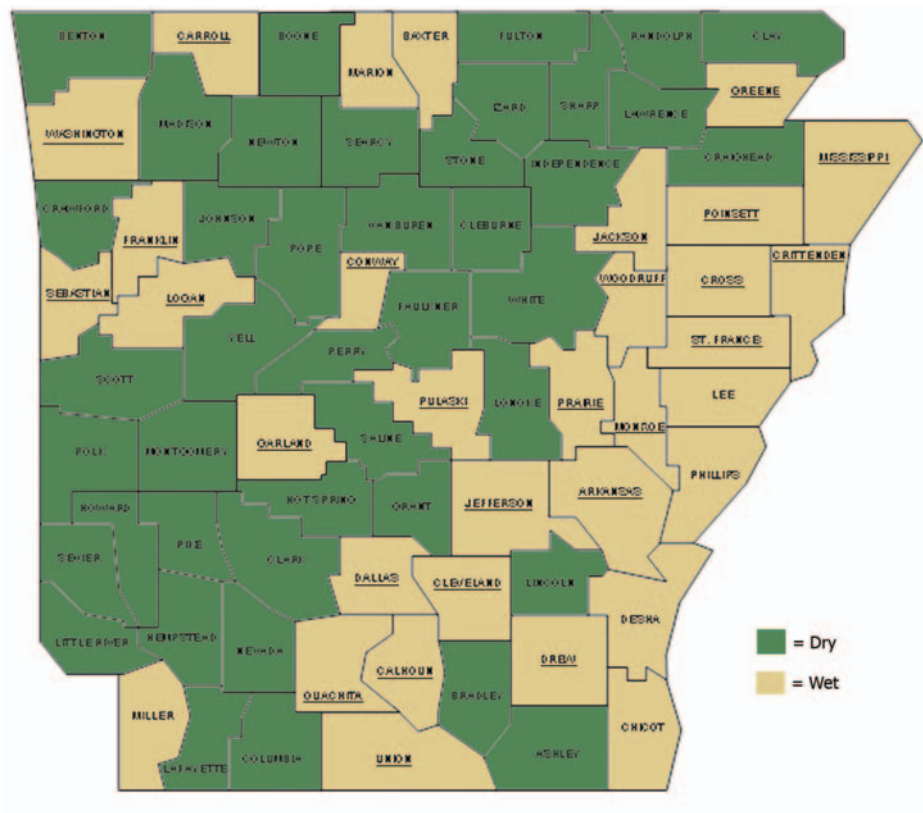 BENTON
CARROLL
BOONE
BAXTER
FULTON
RANDOLPH
CLAY
MARION
GREENE
IZARD
SHARP
LAWRENCE
WASHINGTON
MADISON
NEWTON
SEARCY
STONE
INDEPENDENCE
CRAIGHEAD
MISSISSIPPI
CRAWFORD
JOHNSON
FRANKLIN
POPE
VAN BUREN
CLEBURNE
JACKSON
POINSETT
CRITTENDEN
CONWAY
WOODRUFF
CROSS
SEBASTIAN
LOGAN
FAULKNER
WHITE
YELL
PERRY
ST. FRANCIS
SCOTT
PULASKI
LONOKE
PRAIRIE
LEE
MONROE
GARLAND
SALINE
POLK
MONTGOMERY
PHILLIPS
HOT SPRING
GRANT
JEFFERSON
ARKANSAS
HOWARD
PIKE
SEVIER
CLARK
DALLAS
CLEVELAND
LINCOLN
DESHA
LITTLE RIVER
HEMPSTEAD
NEVADA
OUACHITA
CALHOUN
BRADLEY
DREW
MILLER
LAFAYETTE
COLUMBIA
UNION
ASHLEY
CHICOT
= Dry
= Wet